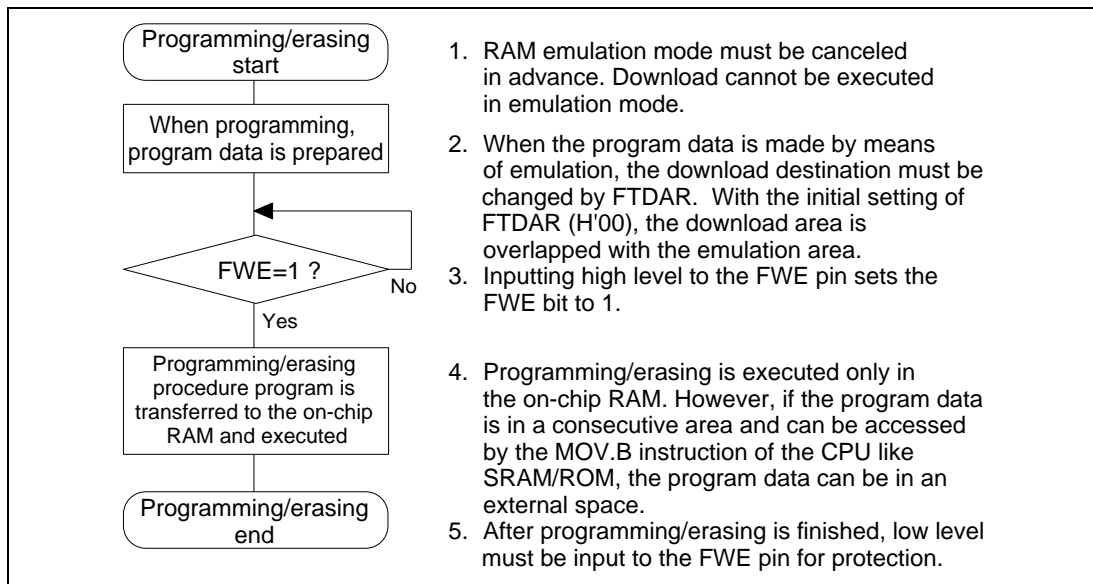 Programming/erasing
start
When programming,
program data is prepared
FWE=1 ?
No
Yes
Programming/erasing
procedure program is
transferred to the on-chip
RAM and executed
Programming/erasing
end
1. RAM emulation mode must be canceled
in advance. Download cannot be executed
in emulation mode.
2. When the program data is made by means
of emulation, the download destination must be
changed by FTDAR. With the initial setting of
FTDAR (H'00), the download area is
overlapped with the emulation area.
3. Inputting high level to the FWE pin sets the
FWE bit to 1.
4. Programming/erasing is executed only in
the on-chip RAM. However, if the program data
is in a consecutive area and can be accessed
by the MOV.B instruction of the CPU like
SRAM/ROM, the program data can be in an
external space.
5. After programming/erasing is finished, low level
must be input to the FWE pin for protection.